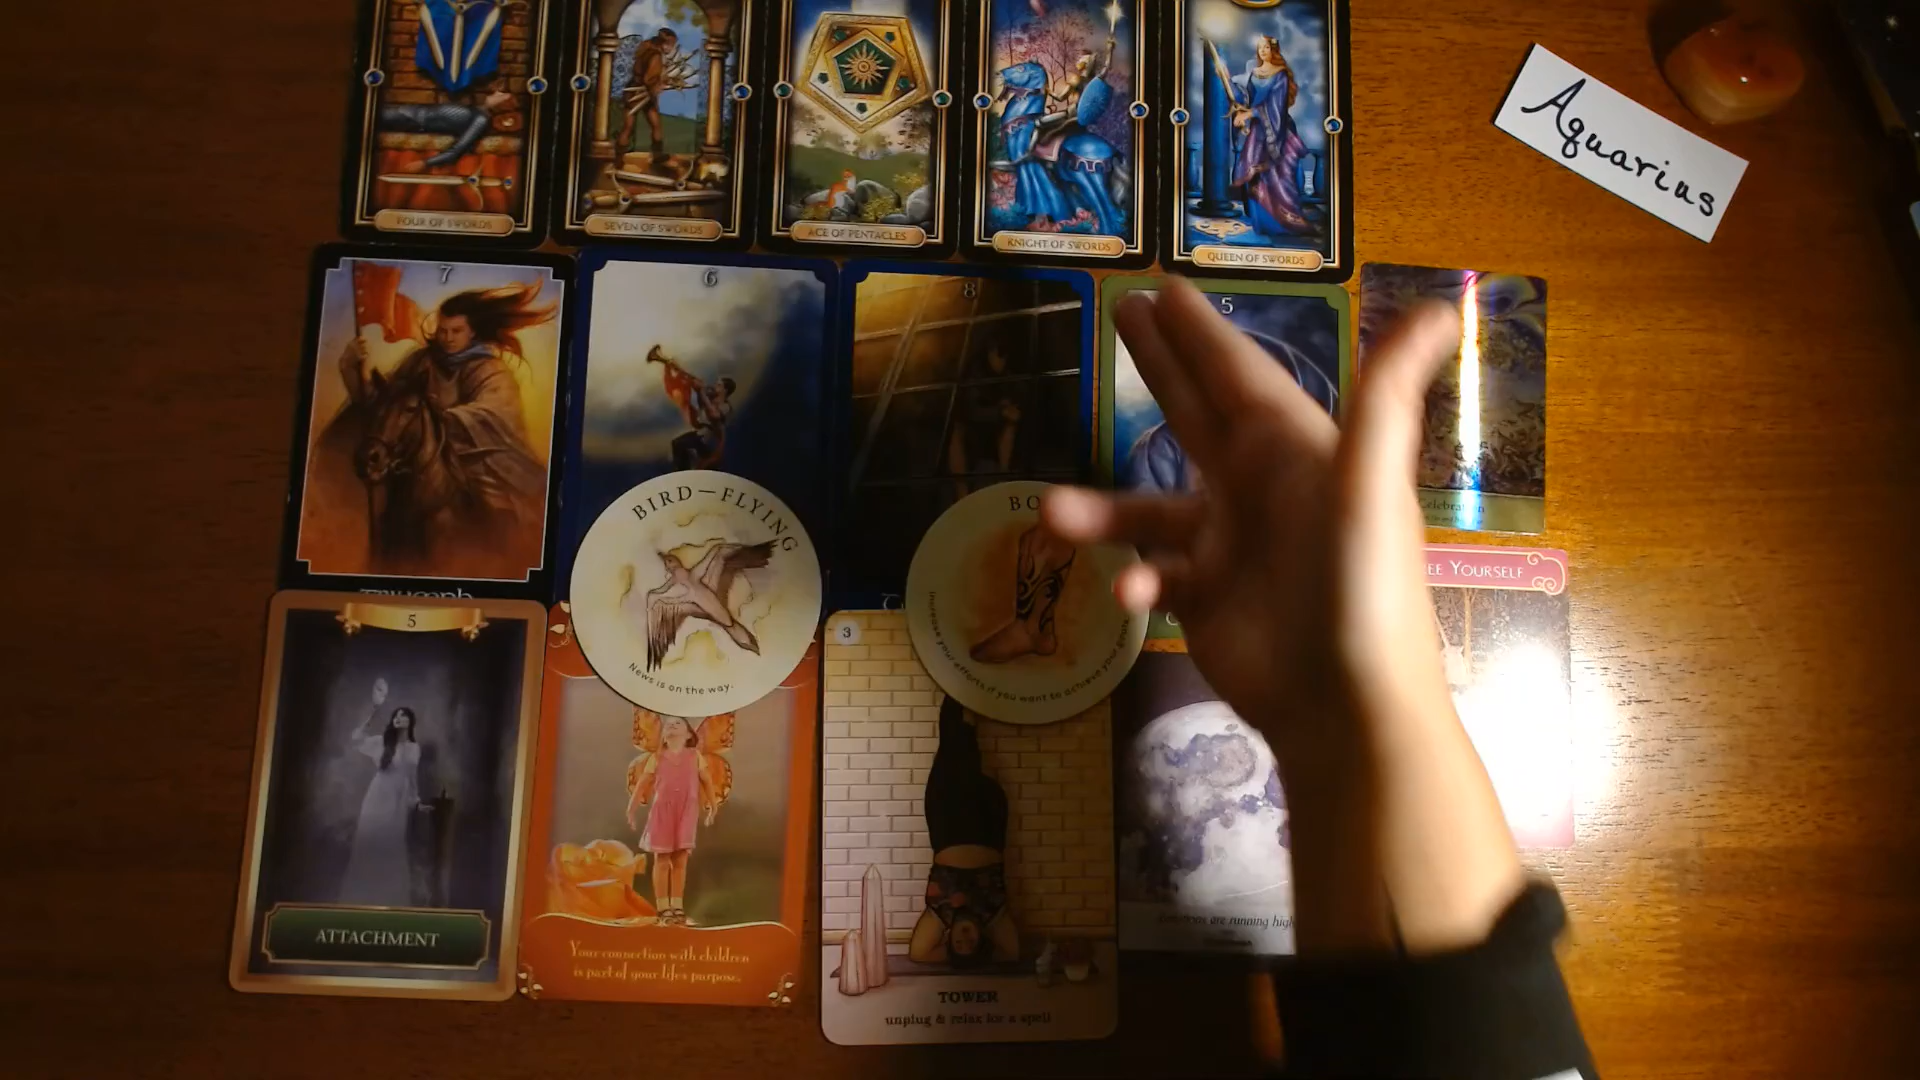 FOUR OF SWORDS
SEVEN OF SWORDS
ACE OF PENTACLES
KNIGHT OF SWORDS
QUEEN OF SWORDS
Aquarius
7
6
8
5
BIRD—FLYING
News is on the way.
Increase your efforts if you want to achieve your goals.
YOURSELF
5
ATTACHMENT
Your connection with children
is part of your life's purpose.
3
TOWER
unplug & relax for a spell
are running high